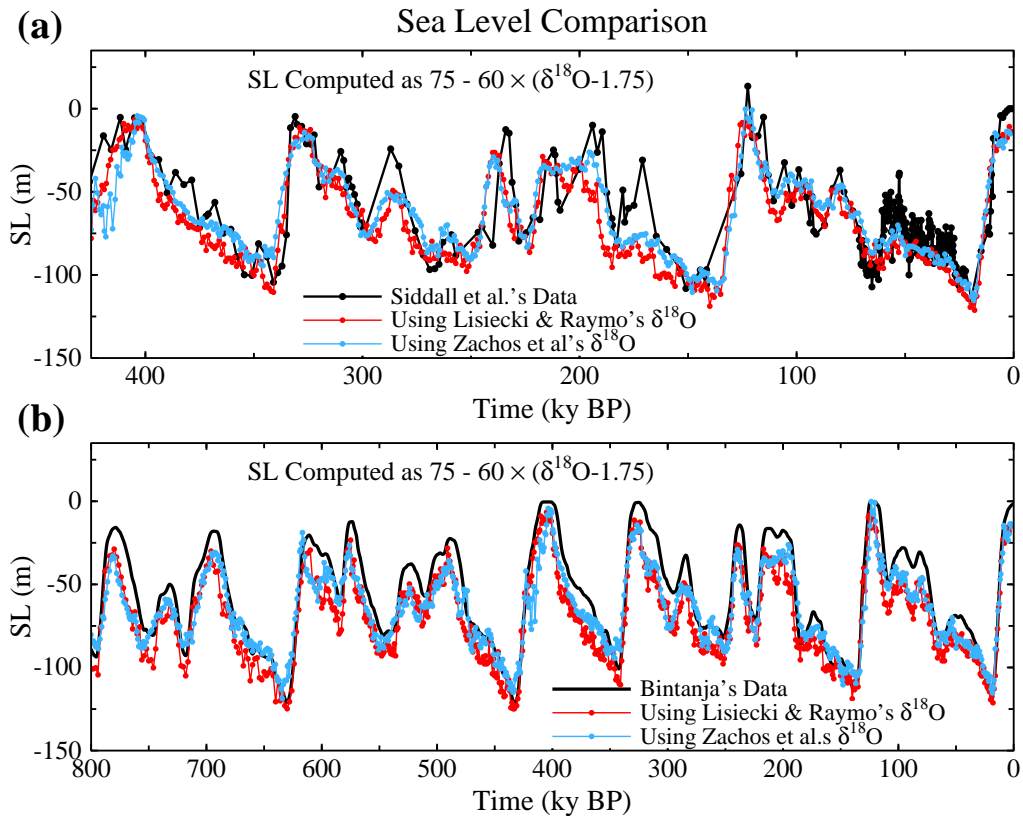 Sea Level Comparison
(a)
SL Computed as 75 - 60 × (δ¹⁸O-1.75)
0
-50
-100
-150
SL (m)
Siddall et al.'s Data
Using Lisiecki & Raymo's δ¹⁸O
Using Zachos et al's δ¹⁸O
400 300 200 100 0
Time (ky BP)
(b)
SL Computed as 75 - 60 × (δ¹⁸O-1.75)
0
-50
-100
-150
SL (m)
Bintanja's Data
Using Lisiecki & Raymo's δ¹⁸O
Using Zachos et al.s δ¹⁸O
800 700 600 500 400 300 200 100 0
Time (ky BP)